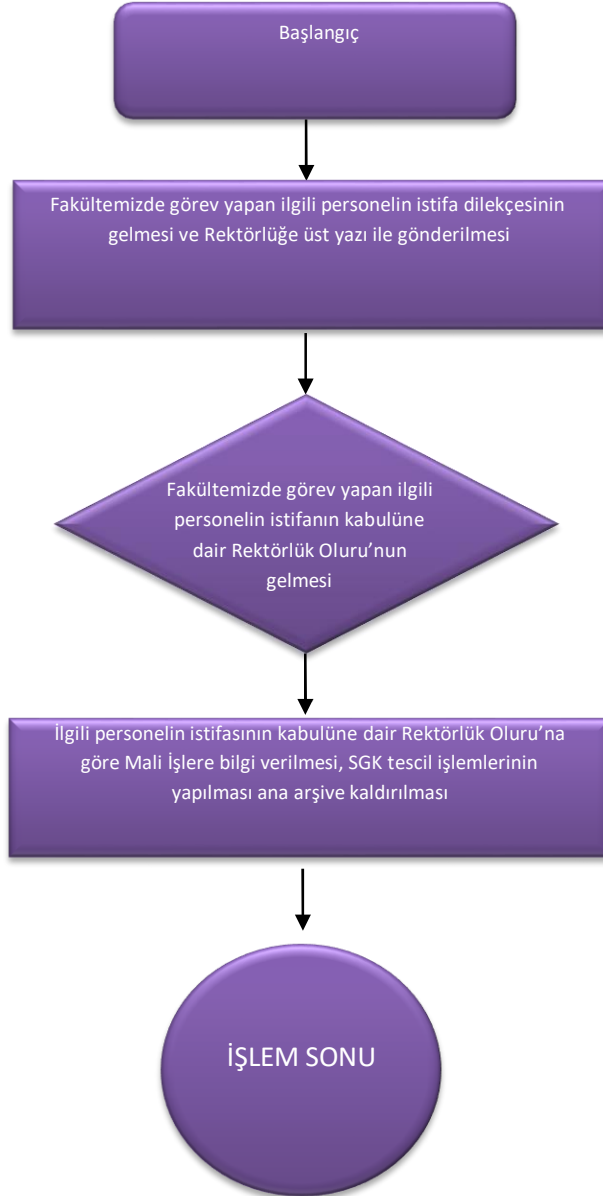 Başlangıç
Fakültemizde görev yapan ilgili personelin istifa dilekçesinin
gelmesi ve Rektörlüğe üst yazı ile gönderilmesi
Fakültemizde görev yapan ilgili
personelin istifanın kabulüne
dair Rektörlük Oluru’nun
gelmesi
İlgili personelin istifasının kabulüne dair Rektörlük Oluru’na
göre Mali İşlere bilgi verilmesi, SGK tescil işlemlerinin
yapılması ana arşive kaldırılması
İŞLEM SONU